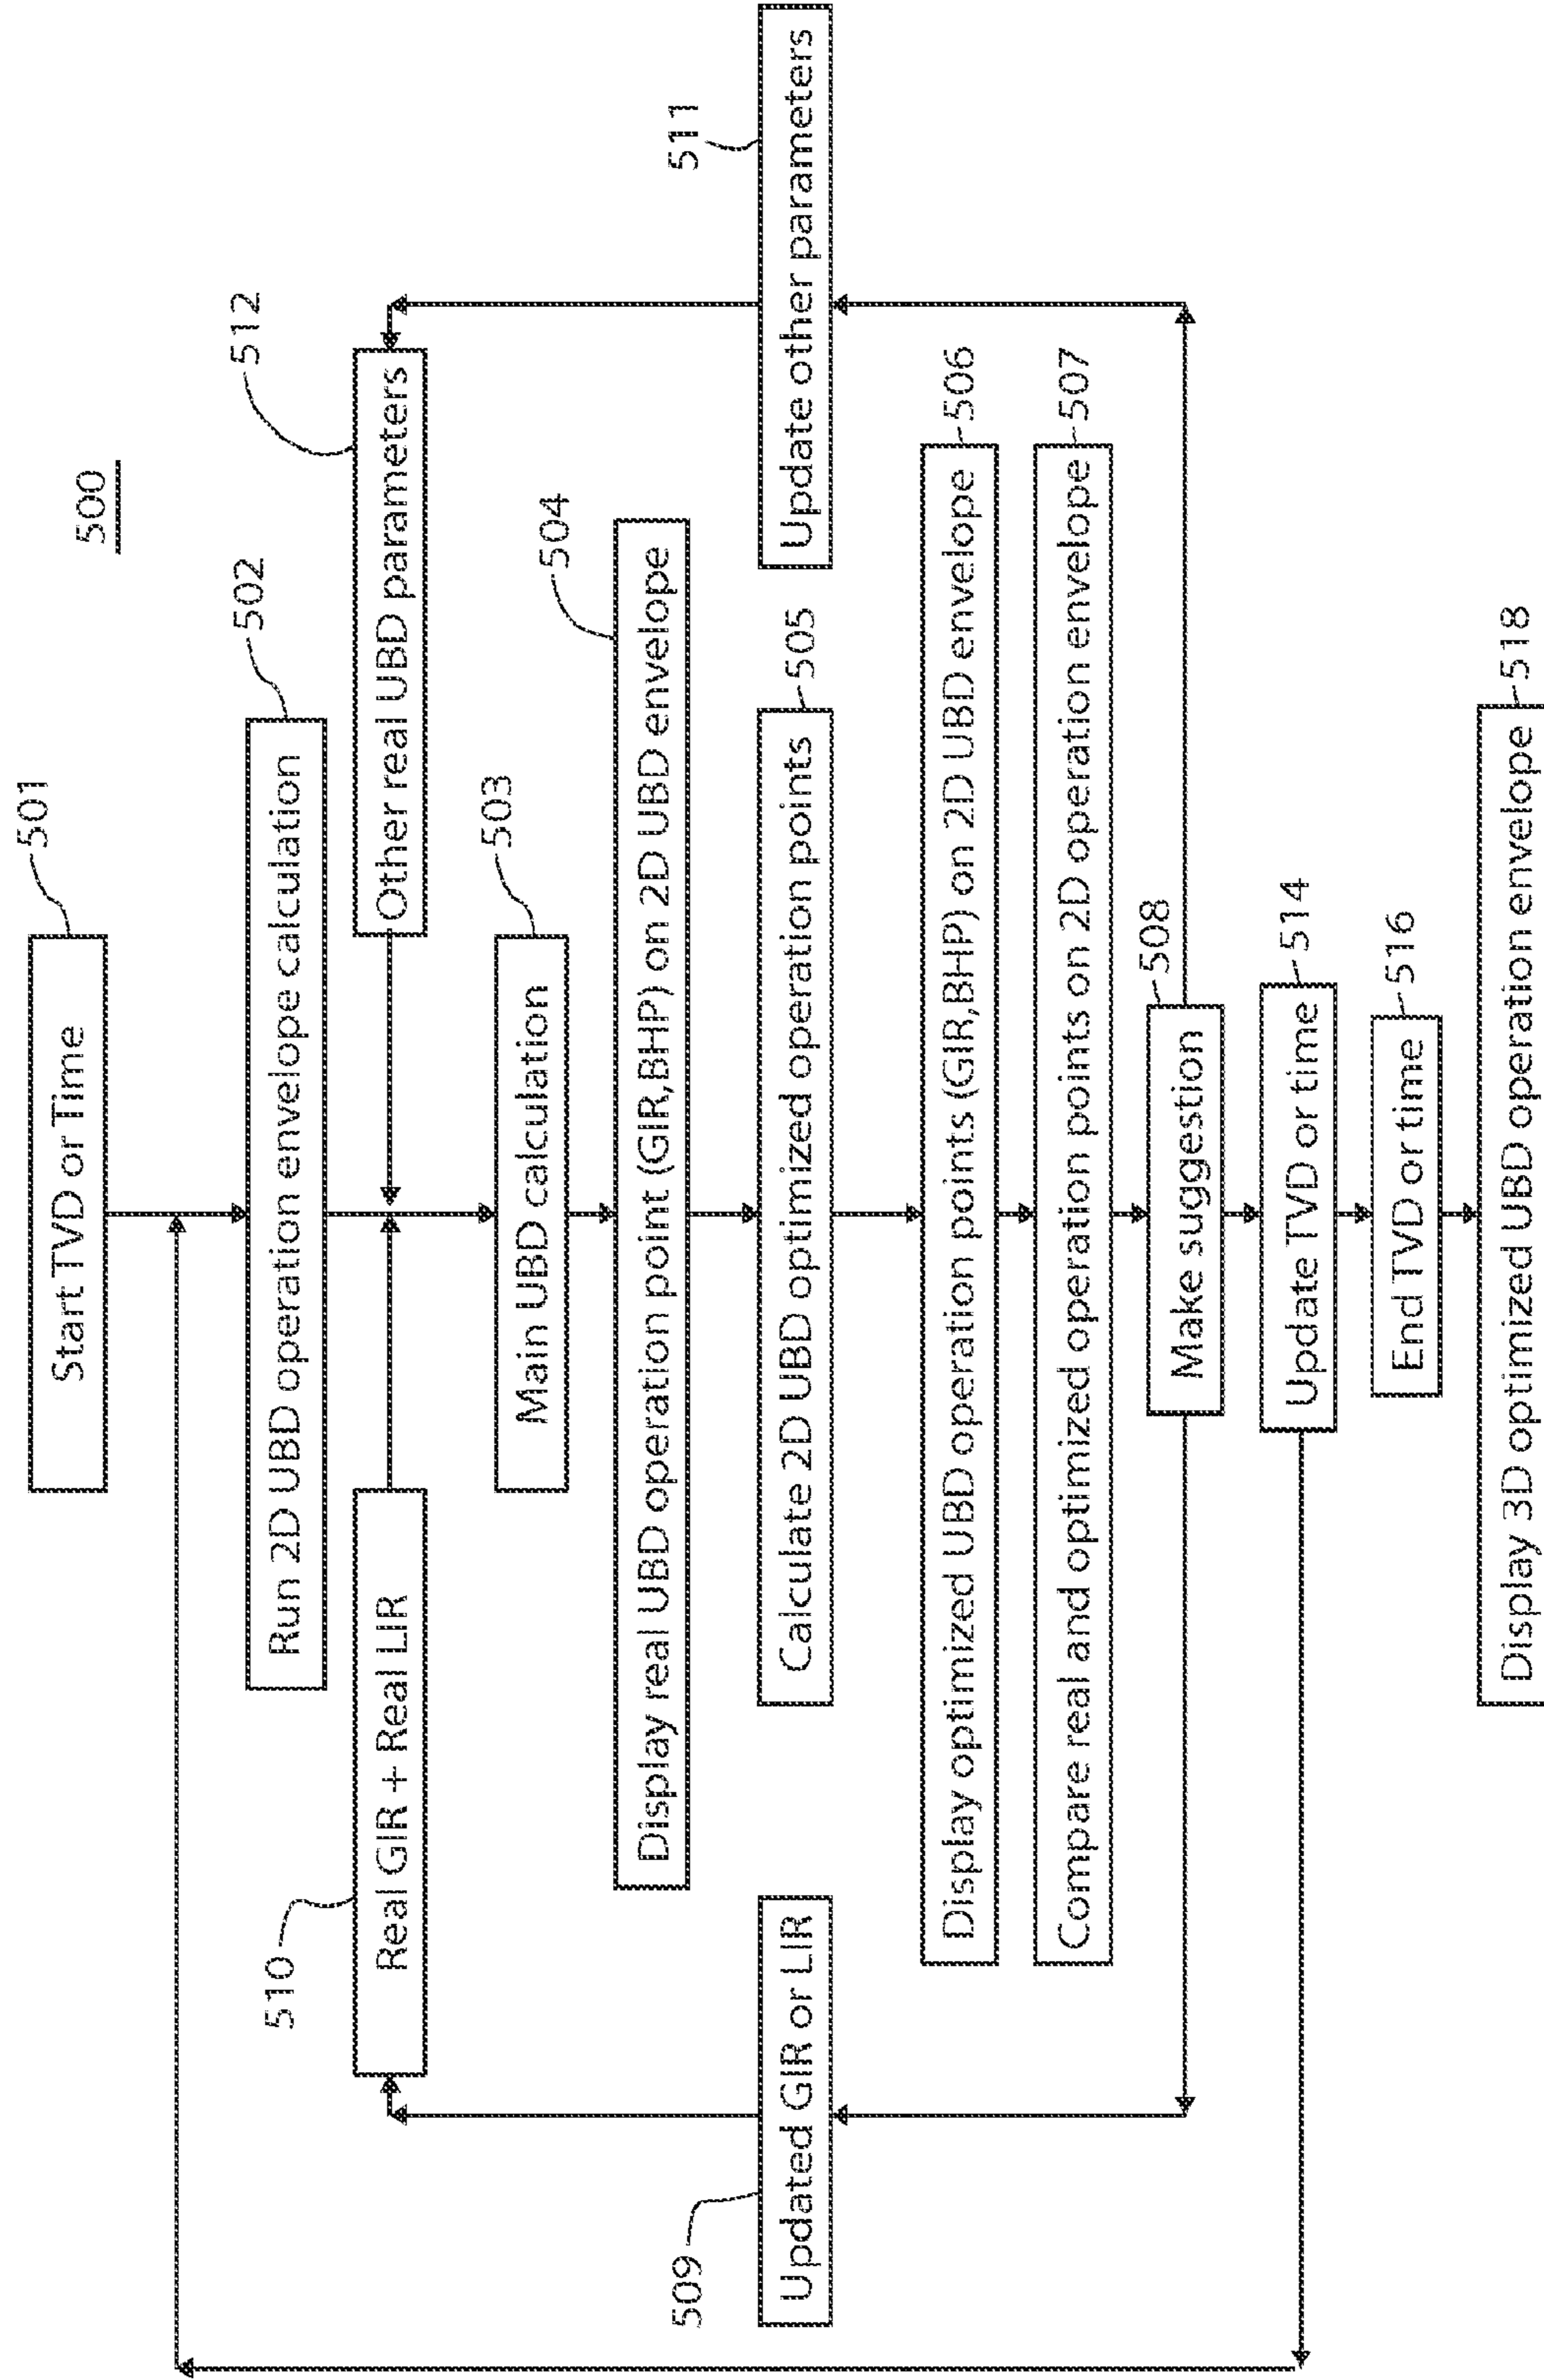 500
Start TVD or Time
501
Run 2D UBD operation envelope calculation
502
510
Real GIR + Real LIR
Other real UBD parameters
512
Main UBD calculation
503
Display real UBD operation point (GIR,BHP) on 2D UBD envelope
504
509
Updated GIR or LIR
Calculate 2D UBD optimized operation points
505
Update other parameters
511
Display optimized UBD operation points (GIR,BHP) on 2D UBD envelope
506
Compare real and optimized operation points on 2D operation envelope
507
Make suggestion
508
Update TVD or time
514
End TVD or time
516
Display 3D optimized UBD operation envelope
518